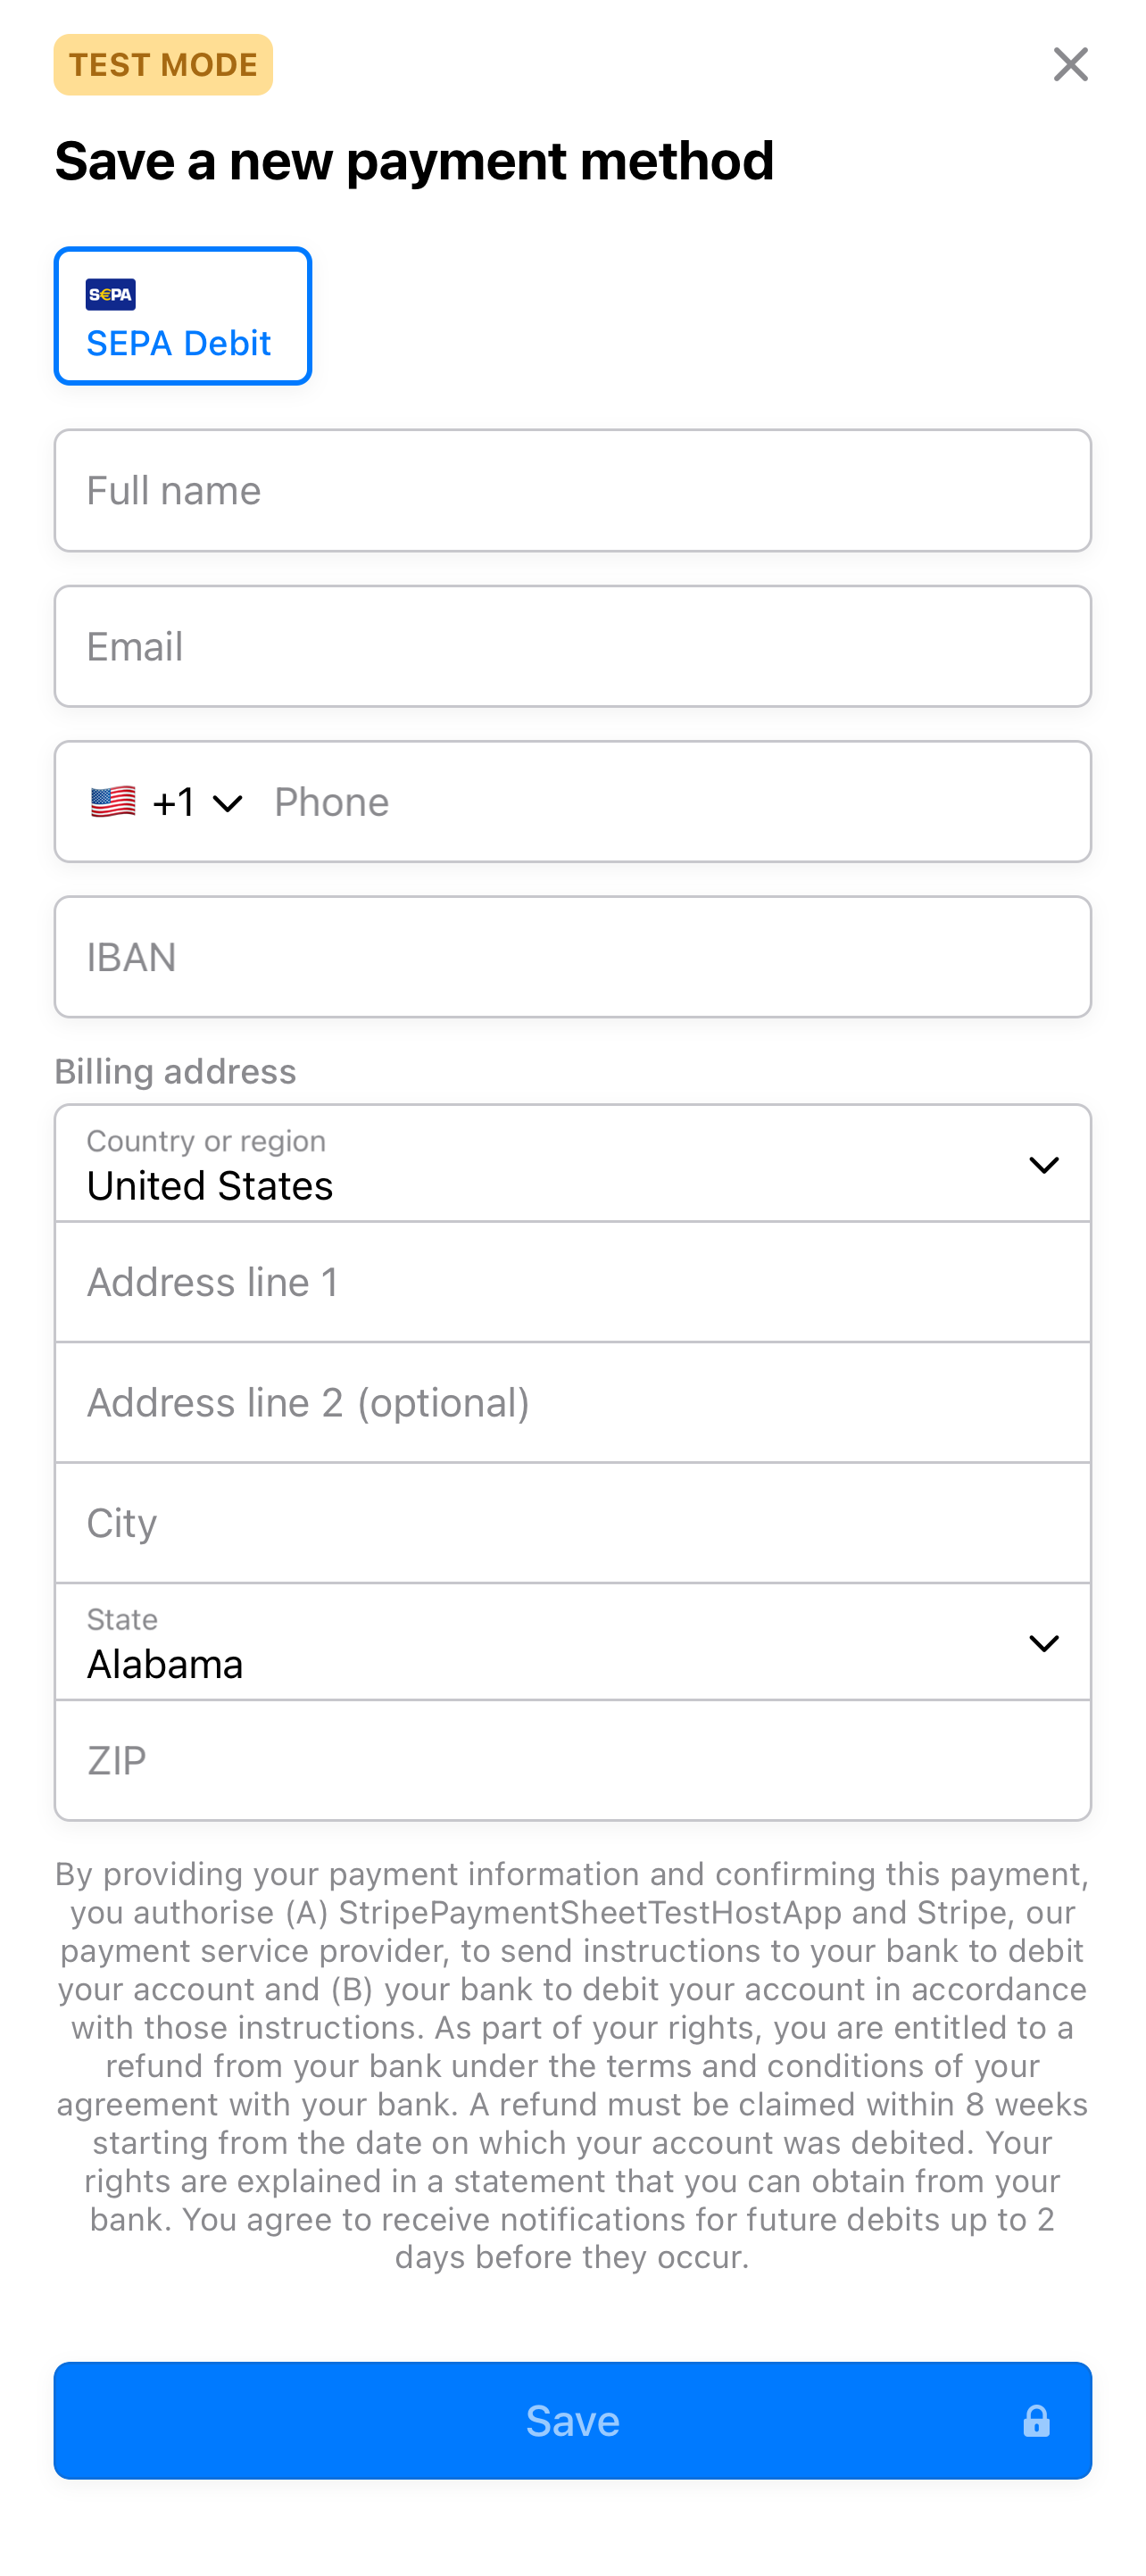 TEST MODE
Save a new payment method
S€PA
SEPA Debit
Full name
Email
+1 Phone
IBAN
Billing address
Country or region
United States
Address line 1
Address line 2 (optional)
City
State
Alabama
ZIP
By providing your payment information and confirming this payment,
you authorise (A) StripePaymentSheetTestHostApp and Stripe, our
payment service provider, to send instructions to your bank to debit
your account and (B) your bank to debit your account in accordance
with those instructions. As part of your rights, you are entitled to a
refund from your bank under the terms and conditions of your
agreement with your bank. A refund must be claimed within 8 weeks
starting from the date on which your account was debited. Your
rights are explained in a statement that you can obtain from your
bank. You agree to receive notifications for future debits up to 2
days before they occur.
Save